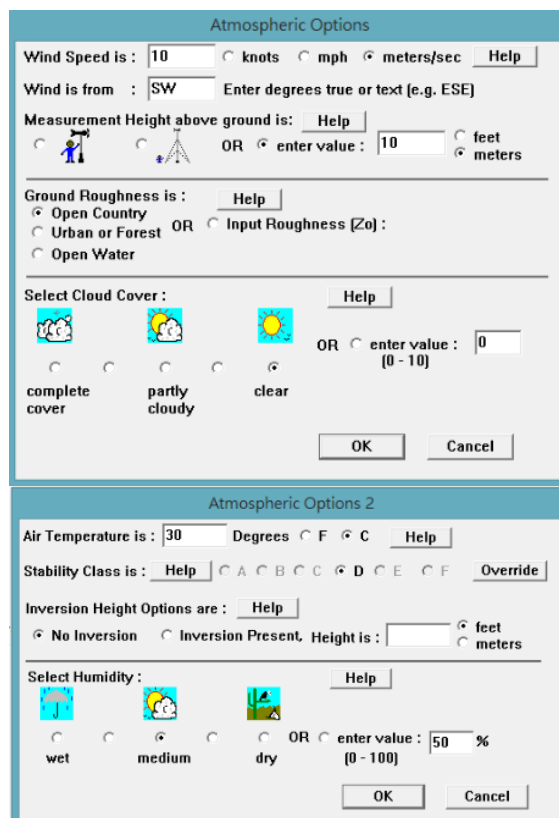 Atmospheric Options
Wind Speed is : 10 knots mph meters/sec Help
Wind is from : SW Enter degrees true or text (e.g. ESE)
Measurement Height above ground is: Help
OR enter value : 10 feet
meters
Ground Roughness is : Help
Open Country
Urban or Forest OR Input Roughness (Zo) :
Open Water
Select Cloud Cover : Help
OR enter value : 0
(0 - 10)
complete partly clear
cover cloudy
OK Cancel
Atmospheric Options 2
Air Temperature is : 30 Degrees F C Help
Stability Class is : Help A B C D E F Override
Inversion Height Options are : Help
No Inversion Inversion Present, Height is : feet
meters
Select Humidity : Help
OR enter value : 50 %
wet medium dry (0 - 100)
OK Cancel